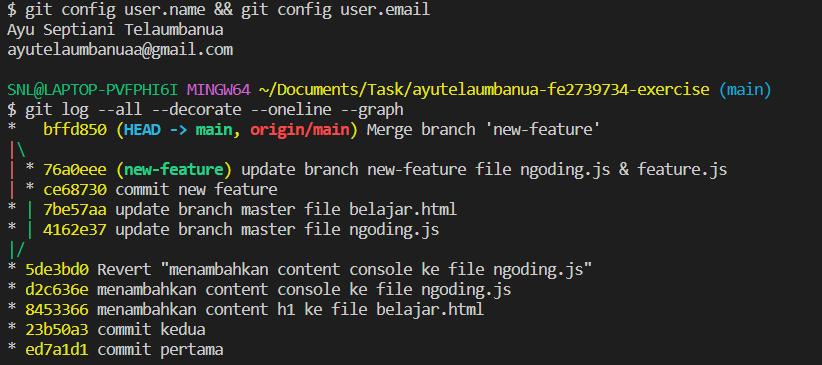 $ git config user.name && git config user.email
Ayu Septiani Telaumbanua
ayutelaumbanuaa@gmail.com
SNL@LAPTOP-PVFPHI6I MINGW64 ~/Documents/Task/ayutelaumbanua-fe2739734-exercise (main)
$ git log --all --decorate --oneline --graph
*   bffd850 (HEAD -> main, origin/main) Merge branch 'new-feature'
|\
| * 76a0eee (new-feature) update branch new-feature file ngoding.js & feature.js
| * ce68730 commit new feature
* | 7be57aa update branch master file belajar.html
* | 4162e37 update branch master file ngoding.js
|/
* 5de3bd0 Revert "menambahkan content console ke file ngoding.js"
* d2c636e menambahkan content console ke file ngoding.js
* 8453366 menambahkan content h1 ke file belajar.html
* 23b50a3 commit kedua
* ed7a1d1 commit pertama